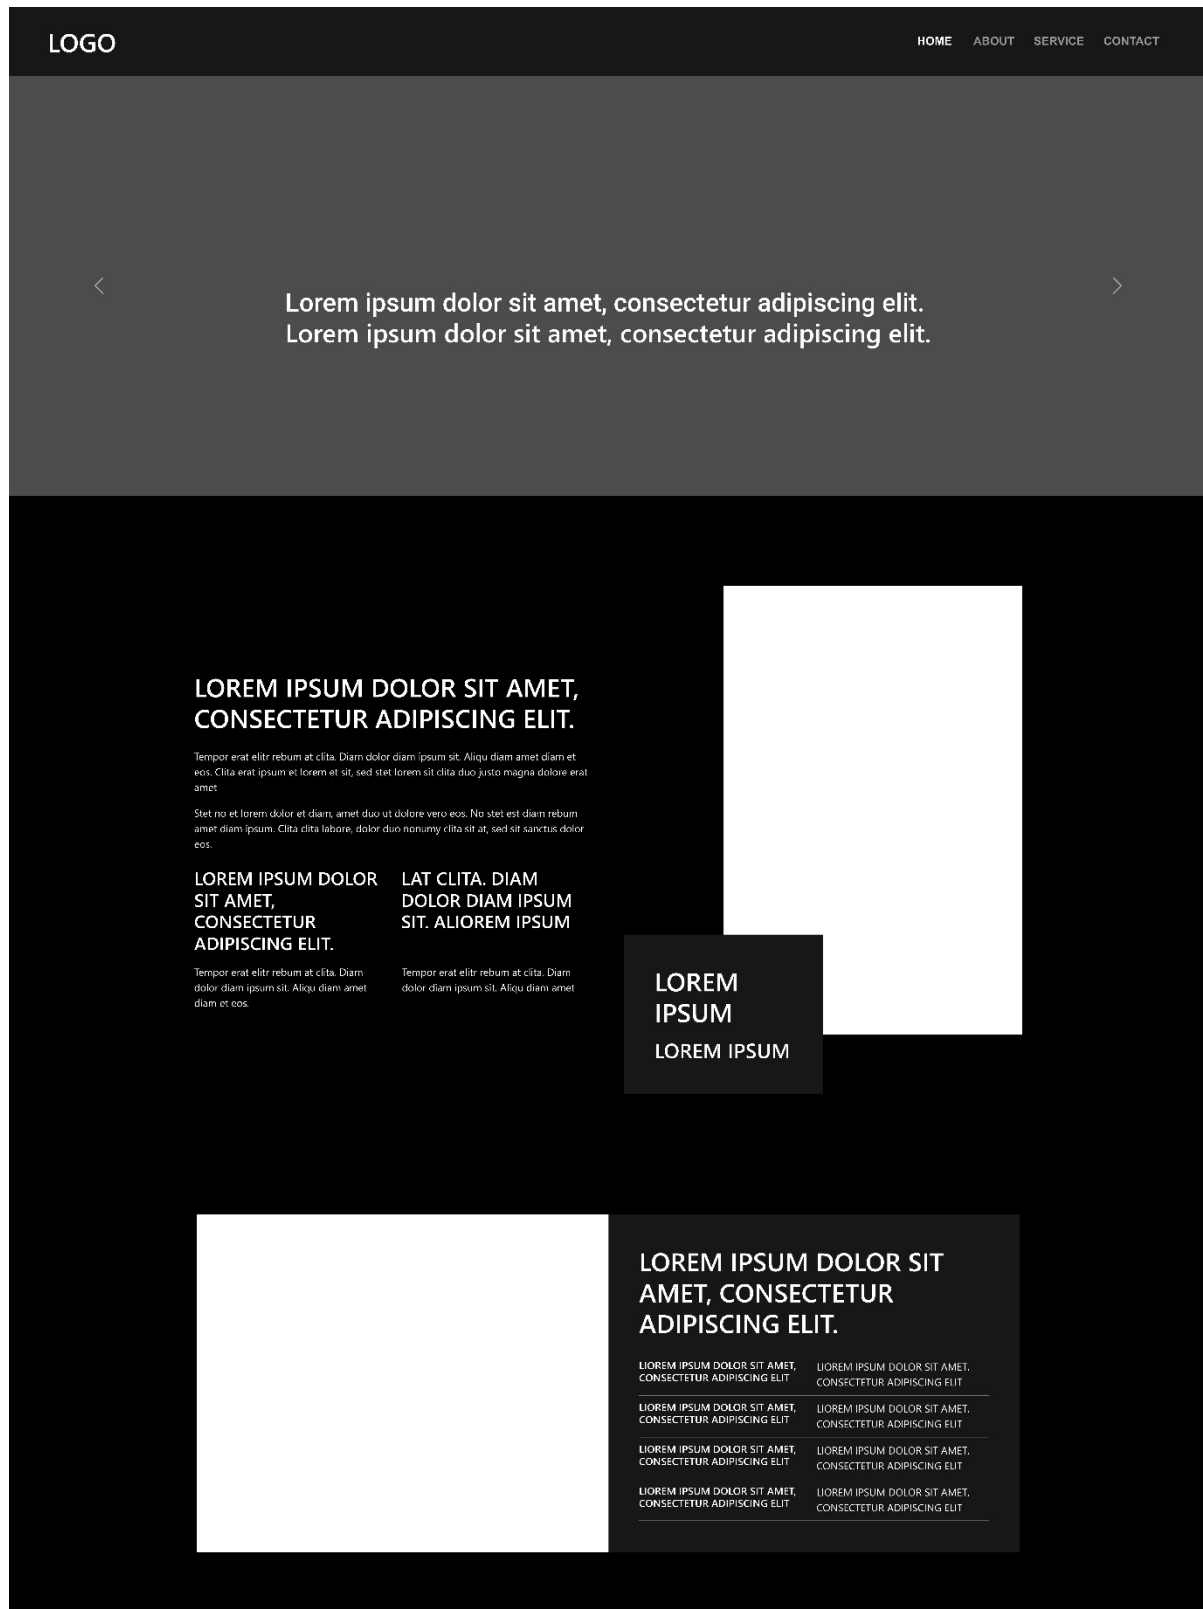 LOGO
HOME ABOUT SERVICE CONTACT
Lorem ipsum dolor sit amet, consectetur adipiscing elit.
Lorem ipsum dolor sit amet, consectetur adipiscing elit.
LOREM IPSUM DOLOR SIT AMET,
CONSECTETUR ADIPISCING ELIT.
Tempor erat elitr rebum at clita. Diam dolor diam ipsum sit. Aliqu diam amet diam et
eos. Clita erat ipsum et lorem et sit, sed stet lorem sit clita duo justo magna dolore erat
amet
Stet no et lorem dolor et diam, amet duo ut dolore vero eos. No stet est diam rebum
amet diam ipsum. Clita clita labore, dolor duo nonumy clita sit at, sed sit sanctus dolor
eos.
LOREM IPSUM DOLOR
SIT AMET,
CONSECTETUR
ADIPISCING ELIT.
Tempor erat elitr rebum at clita. Diam
dolor diam ipsum sit. Aliqu diam amet
diam et eos.
LAT CLITA. DIAM
DOLOR DIAM IPSUM
SIT. ALIOREM IPSUM
Tempor erat elitr rebum at clita. Diam
dolor diam ipsum sit. Aliqu diam amet
LOREM
IPSUM
LOREM IPSUM
LOREM IPSUM DOLOR SIT
AMET, CONSECTETUR
ADIPISCING ELIT.
LIOREM IPSUM DOLOR SIT AMET,
CONSECTETUR ADIPISCING ELIT
LIOREM IPSUM DOLOR SIT AMET,
CONSECTETUR ADIPISCING ELIT
LIOREM IPSUM DOLOR SIT AMET,
CONSECTETUR ADIPISCING ELIT
LIOREM IPSUM DOLOR SIT AMET,
CONSECTETUR ADIPISCING ELIT
LIOREM IPSUM DOLOR SIT AMET,
CONSECTETUR ADIPISCING ELIT
LIOREM IPSUM DOLOR SIT AMET,
CONSECTETUR ADIPISCING ELIT
LIOREM IPSUM DOLOR SIT AMET,
CONSECTETUR ADIPISCING ELIT
LIOREM IPSUM DOLOR SIT AMET,
CONSECTETUR ADIPISCING ELIT